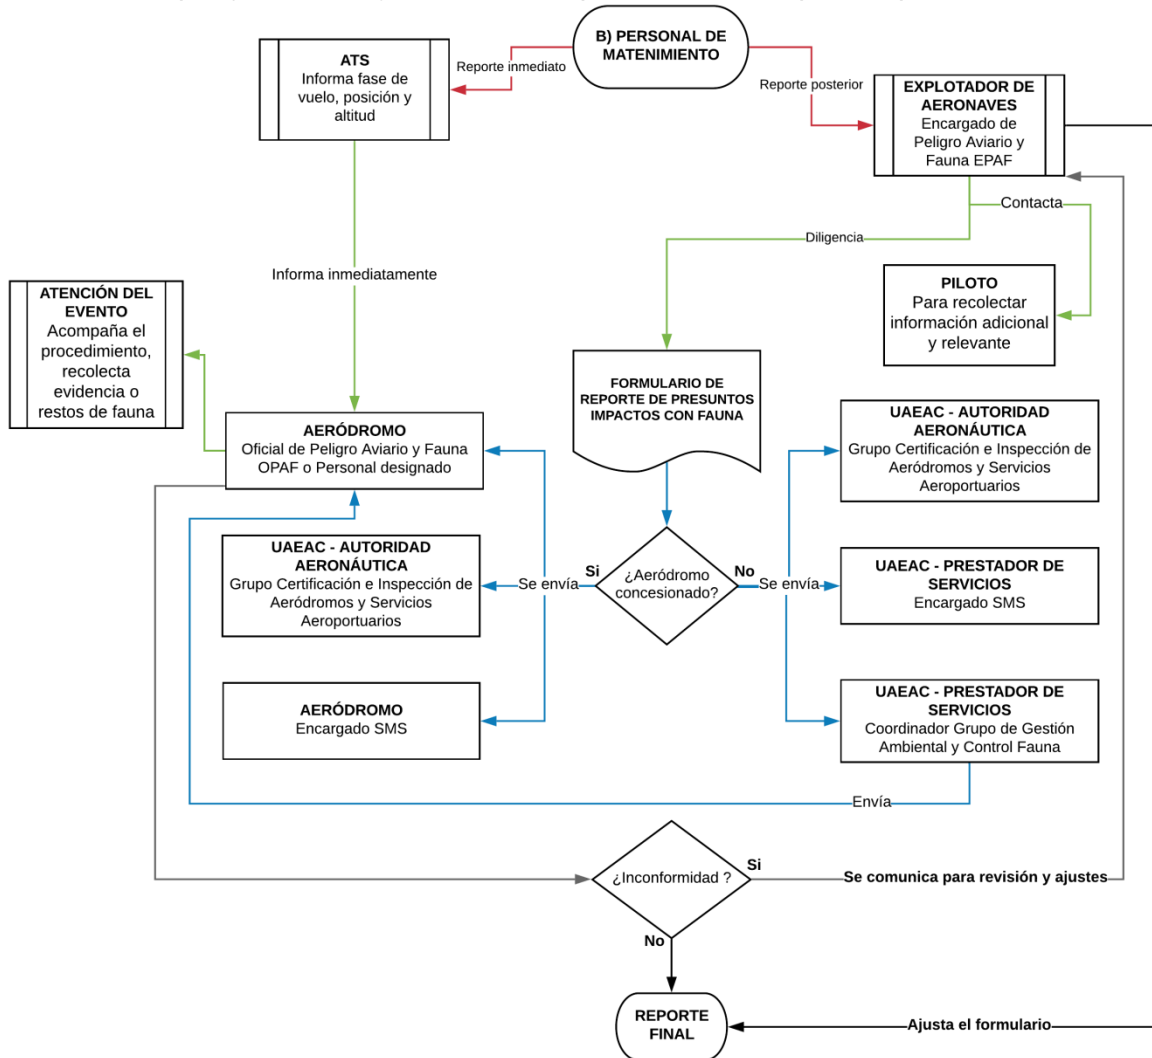 B) PERSONAL DE
MATENIMIENTO
ATS
Informa fase de
vuelo, posición y
altitud
Reporte inmediato
Reporte posterior
EXPLOTADOR DE
AERONAVES
Encargado de
Peligro Aviario y
Fauna EPAF
Contacta
Diligencia
Informa inmediatamente
PILOTO
Para recolectar
información adicional
y relevante
ATENCIÓN DEL
EVENTO
Acompaña el
procedimiento,
recolecta
evidencia o
restos de fauna
FORMULARIO DE
REPORTE DE PRESUNTOS
IMPACTOS CON FAUNA
AERÓDROMO
Oficial de Peligro Aviario y Fauna
OPAF o Personal designado
UAEAC - AUTORIDAD
AERONÁUTICA
Grupo Certificación e Inspección de
Aeródromos y Servicios
Aeroportuarios
UAEAC - AUTORIDAD
AERONÁUTICA
Grupo Certificación e Inspección de
Aeródromos y Servicios
Aeroportuarios
Se envía
Si
¿Aeródromo
concesionado?
No
Se envía
UAEAC - PRESTADOR DE
SERVICIOS
Encargado SMS
AERÓDROMO
Encargado SMS
UAEAC - PRESTADOR DE
SERVICIOS
Coordinador Grupo de Gestión
Ambiental y Control Fauna
Envía
¿Inconformidad ?
Si
Se comunica para revisión y ajustes
No
REPORTE
FINAL
Ajusta el formulario